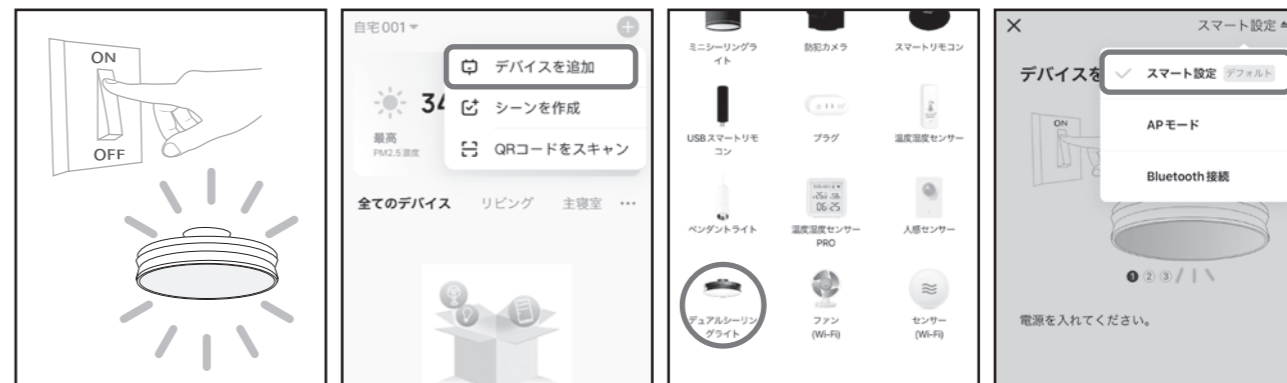 ON
OFF
自宅001
デバイスを追加
シーンを作成
QRコードをスキャン
34
最高
PM2.5濃度
全てのデバイス リビング 主寝室 …
ミニシーリングラ
イト
防犯カメラ
スマートリモコン
USBスマートリモ
コン
プラグ
温度湿度センサー
ペンダントライト
温度湿度センサー
PRO
人感センサー
06-25
デュアルシーリン
グライト
ファン
(Wi-Fi)
センサー
(Wi-Fi)
スマート設定
デバイスを
スマート設定 デフォルト
APモード
Bluetooth接続
ON
1 2 3
電源を入れてください。